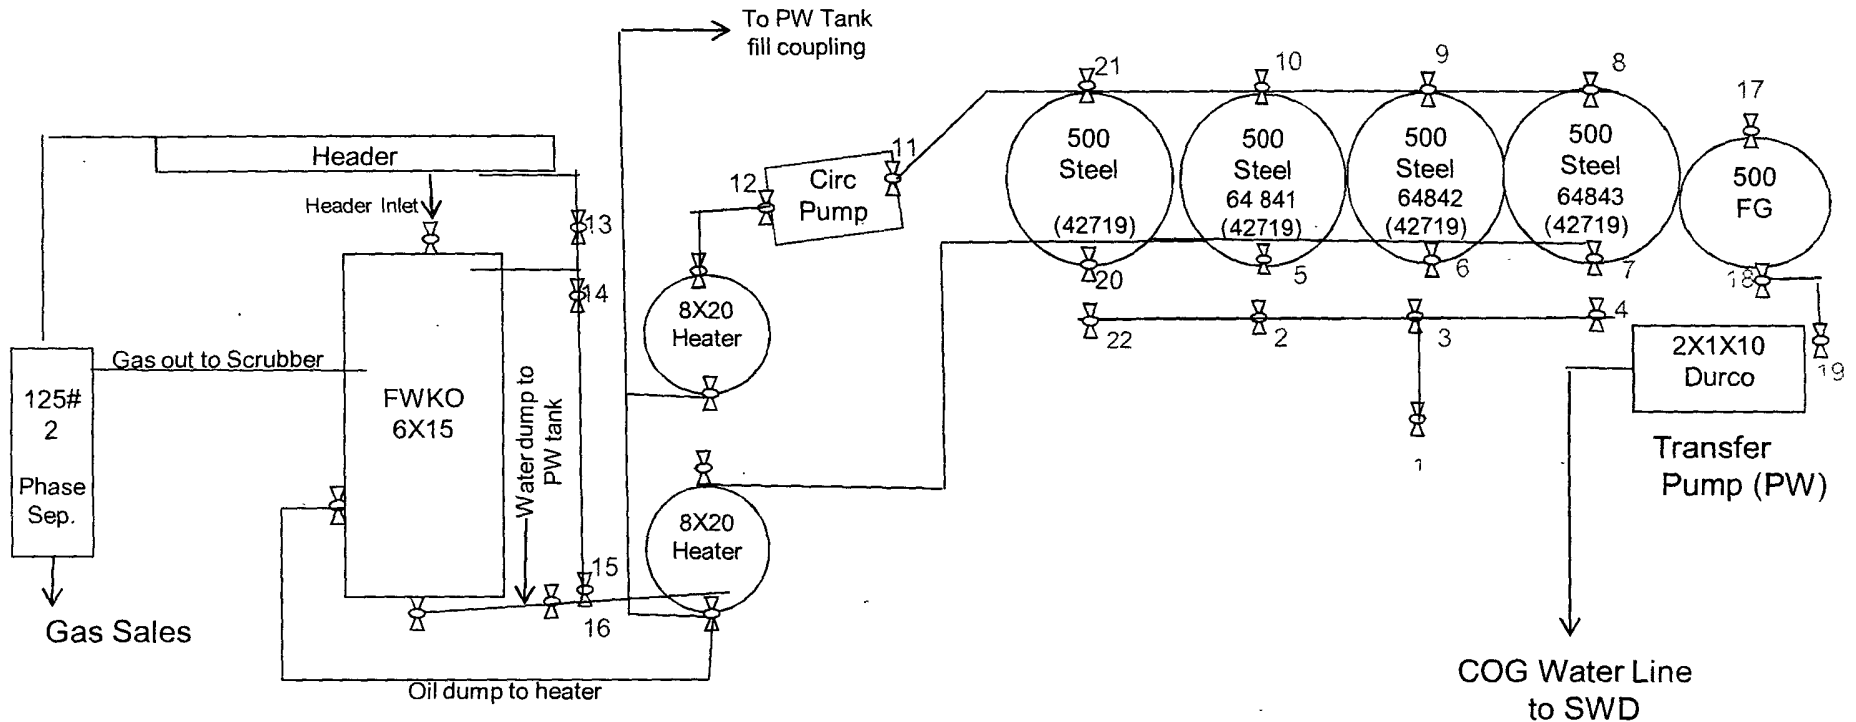 To PW Tank
fill coupling
21
10
9
8
17
Header
Header Inlet
13
14
Gas out to Scrubber
125#
2
Phase
Sep.
Gas Sales
FWKO
6X15
Water dump to
PW tank
15
16
Oil dump to heater
12
Circ
Pump
11
8X20
Heater
8X20
Heater
500
Steel
(42719)
20
500
Steel
64 841
(42719)
5
500
Steel
64842
(42719)
6
500
Steel
64843
(42719)
7
500
FG
18
22
2
3
4
1
2X1X10
Durco
19
Transfer
Pump (PW)
COG Water Line
to SWD